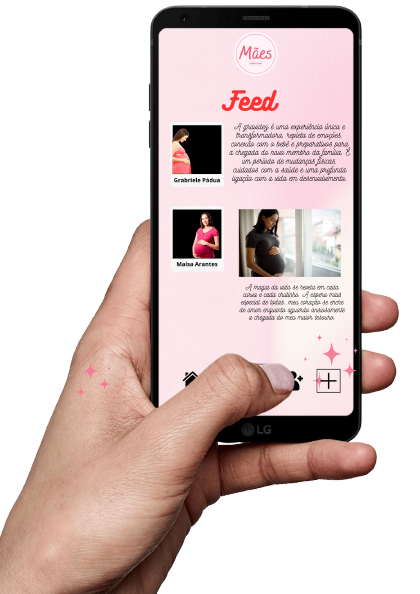 Mães
Feed
A gravidez é uma experiência única e
transformadora, repleta de emoções,
conexão com o bebê e preparativos para
a chegada do novo membro da família. É
um período de mudanças físicas,
cuidados com a saúde e uma profunda
ligação com a vida em desenvolvimento.
Grabriele Pádua
Maisa Arantes
A magia da vida se revela em cada
curva e cada chutinho. A espera mais
especial de todas, meu coração se enche
de amor enquanto aguardo ansiosamente
a chegada do meu maior tesouro.
LG